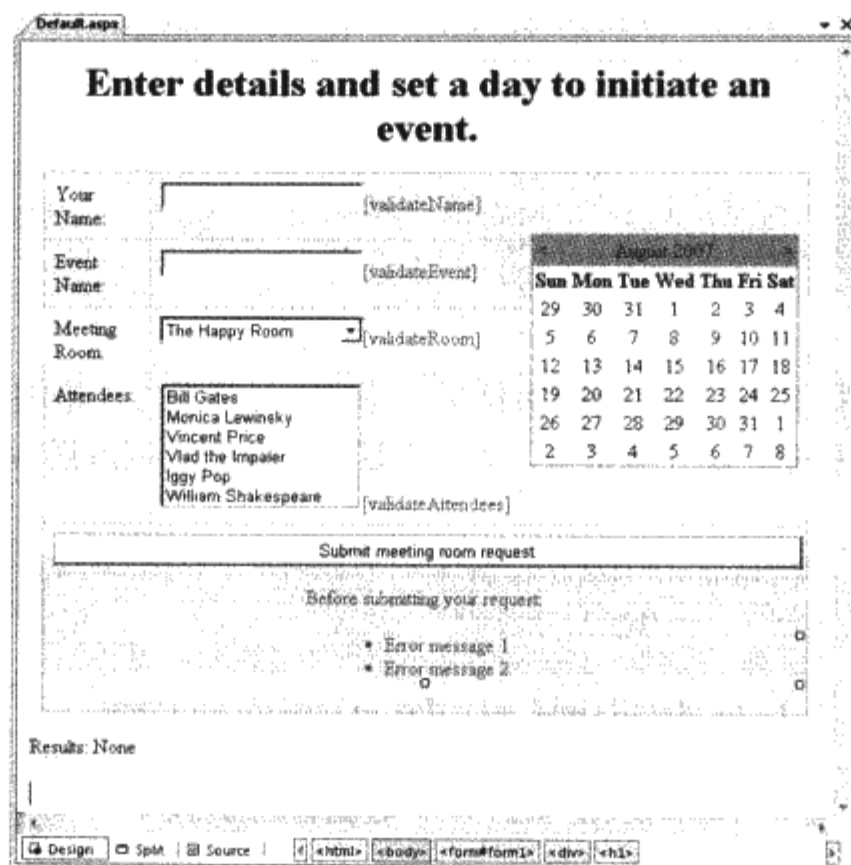 Default.aspx
Enter details and set a day to initiate an
event.
Your
Name:
[validateName]
Event
Name:
[validateEvent]
Meeting
Room:
The Happy Room
[validateRoom]
Attendees:
Bill Gates
Monica Lewinsky
Vincent Price
Vlad the Impaler
Iggy Pop
William Shakespeare
[validateAttendees]
< August 2007 >
Sun Mon Tue Wed Thu Fri Sat
29 30 31 1 2 3 4
5 6 7 8 9 10 11
12 13 14 15 16 17 18
19 20 21 22 23 24 25
26 27 28 29 30 31 1
2 3 4 5 6 7 8
Submit meeting room request
Before submitting your request:
• Error message 1
• Error message 2
Results: None
Design Split Source <html> <body> <form#form1> <div> <h1>